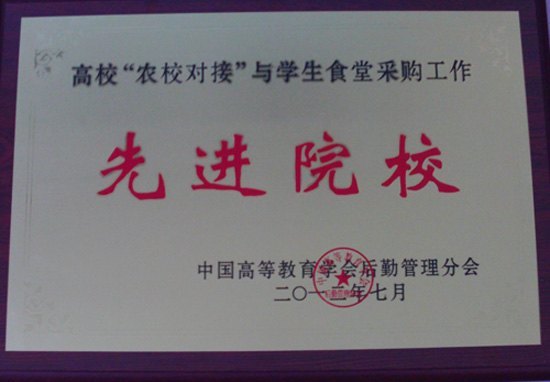 高校“农校对接”与学生食堂采购工作
先进院校
中国高等教育学会后勤管理分会
二〇一二年七月